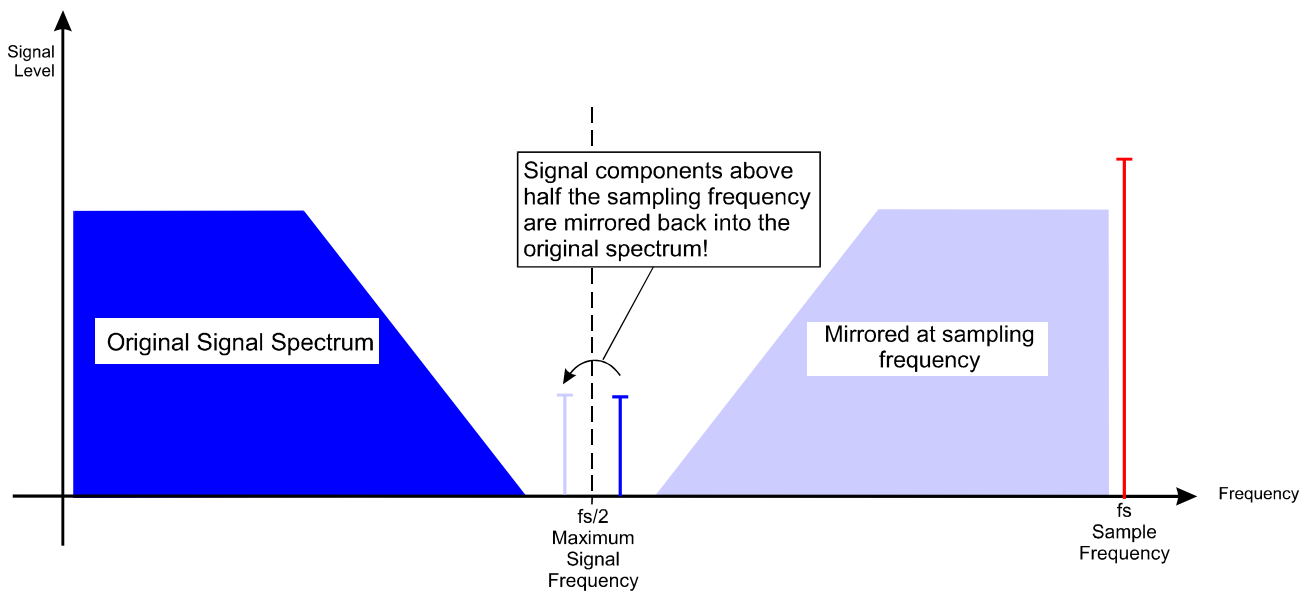 Signal
Level
Signal components above
half the sampling frequency
are mirrored back into the
original spectrum!
Original Signal Spectrum
Mirrored at sampling
frequency
Frequency
fs/2
Maximum
Signal
Frequency
fs
Sample
Frequency